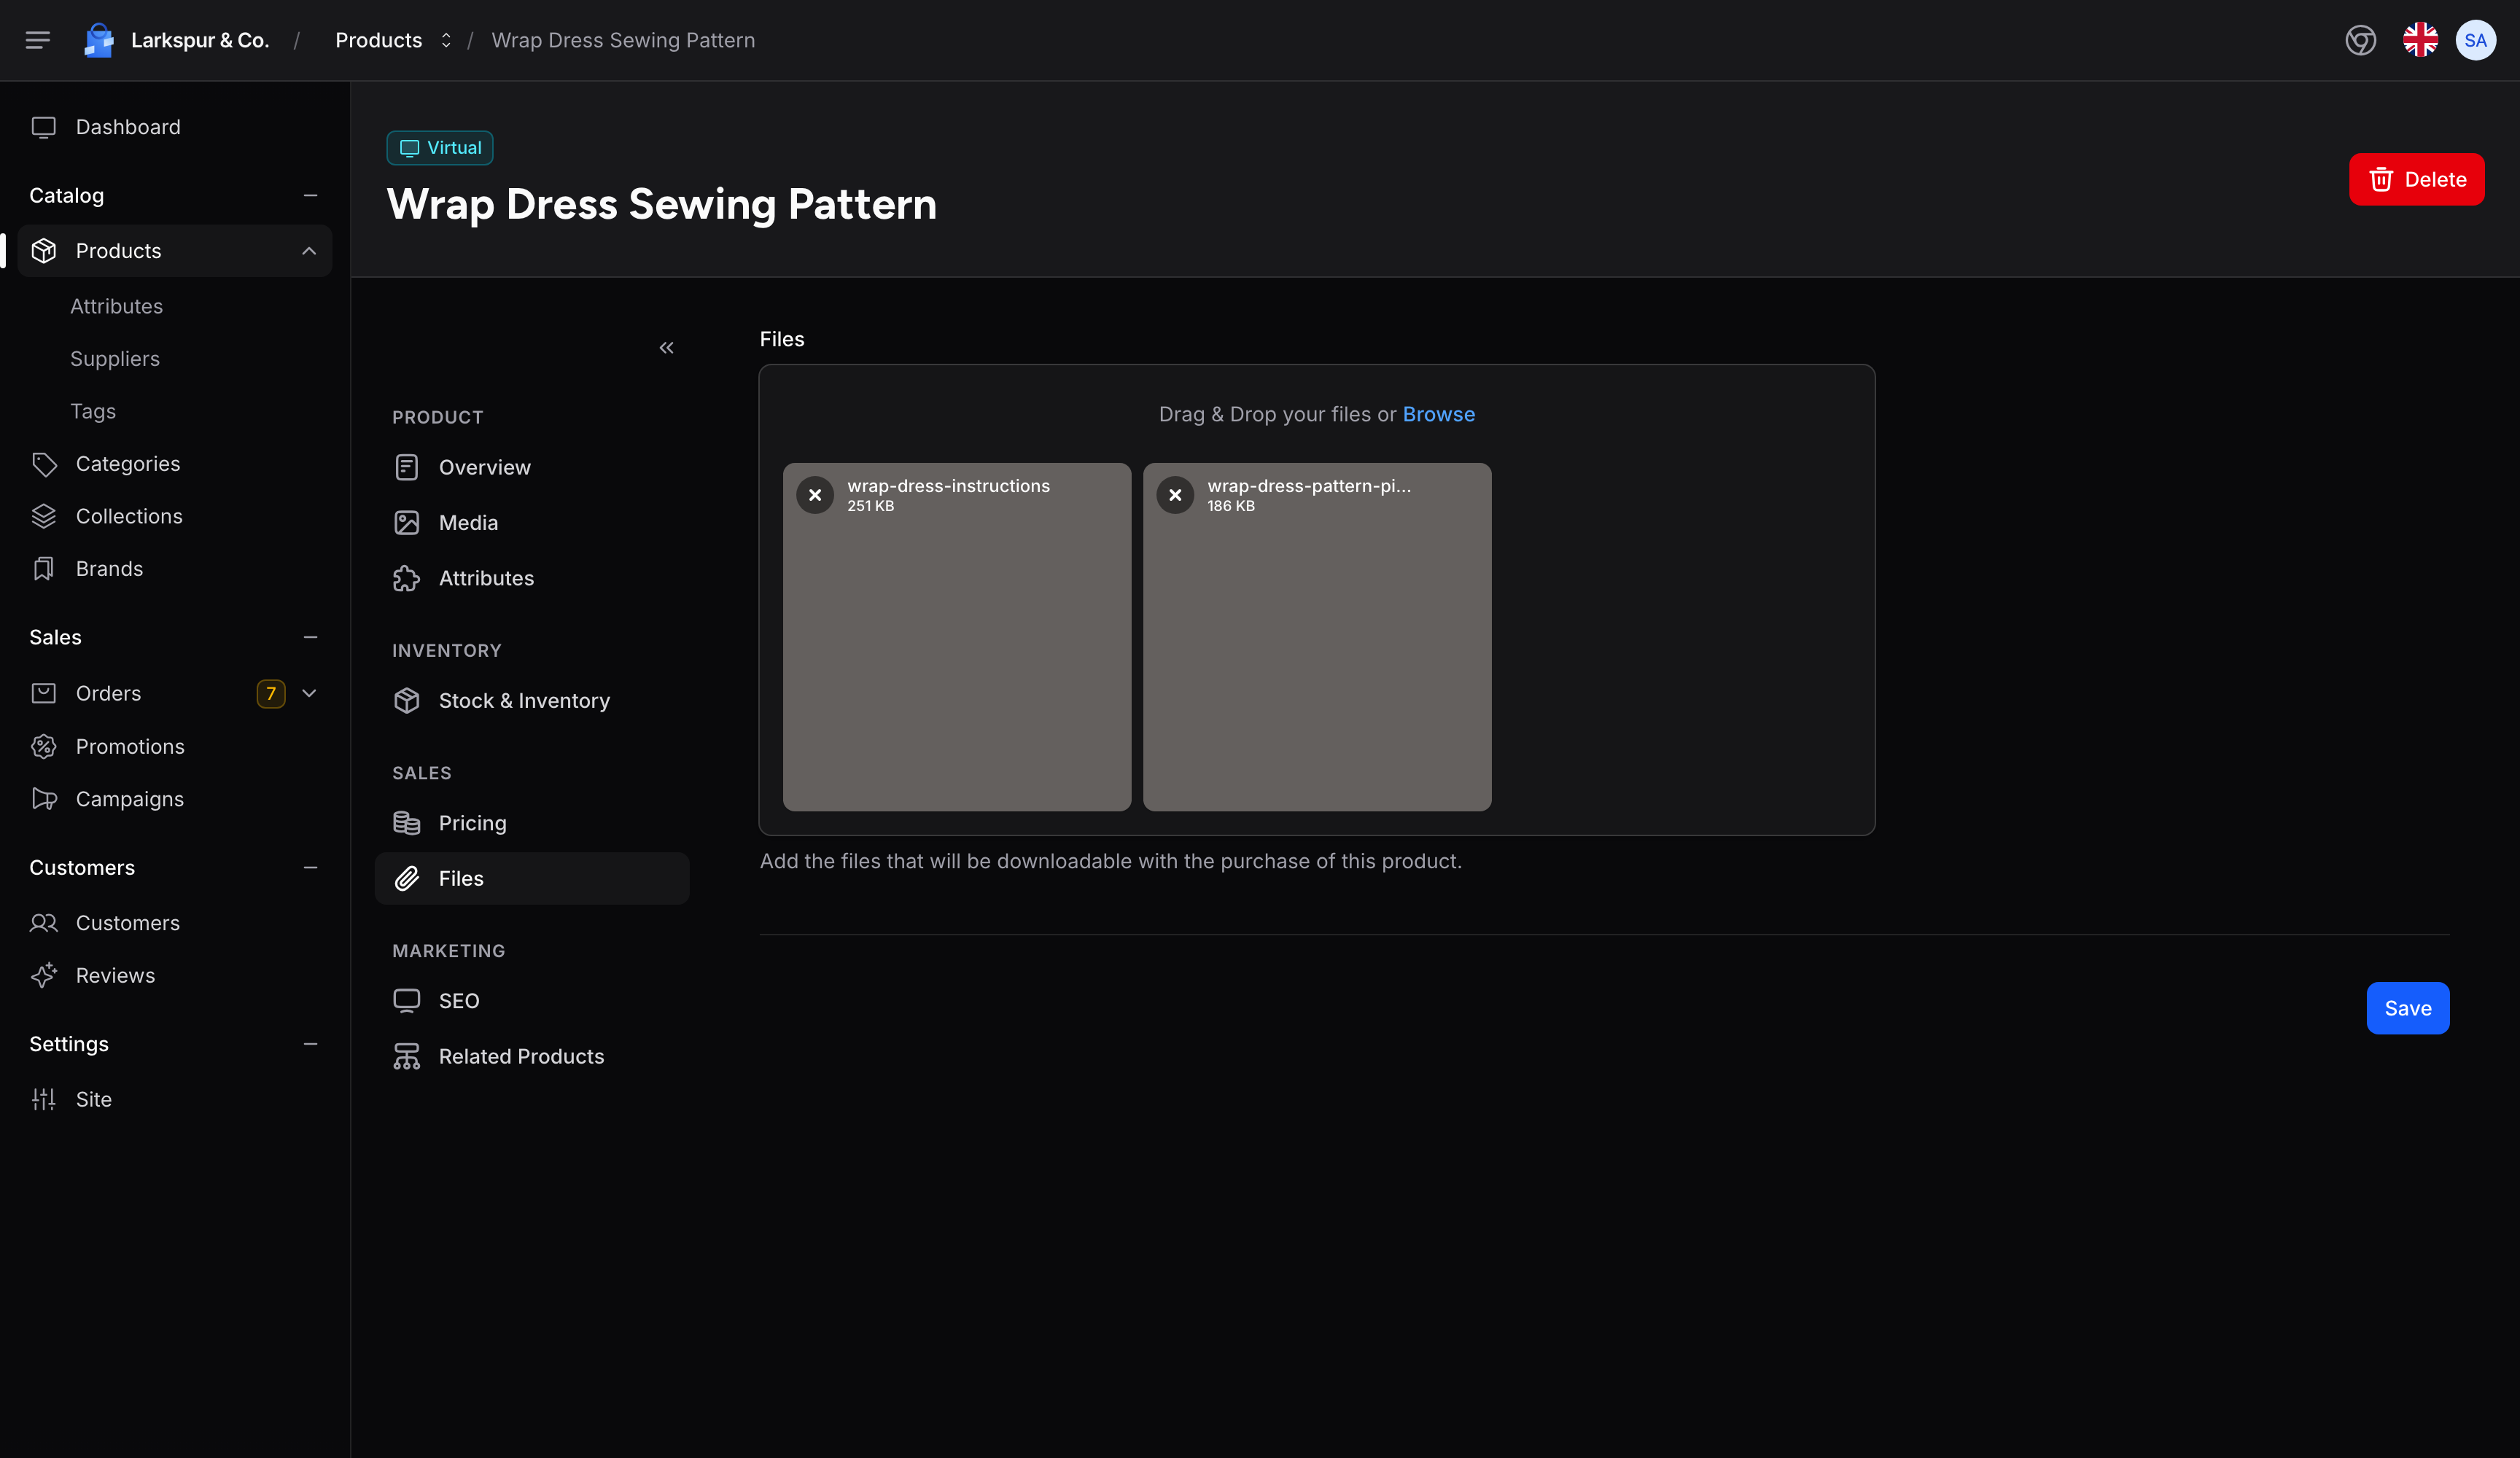 Larkspur & Co. / Products / Wrap Dress Sewing Pattern
SA
Dashboard
Catalog
Products
Attributes
Suppliers
Tags
Categories
Collections
Brands
Sales
Orders 7
Promotions
Campaigns
Customers
Customers
Reviews
Settings
Site
Virtual
Wrap Dress Sewing Pattern
Delete
PRODUCT
Overview
Media
Attributes
INVENTORY
Stock & Inventory
SALES
Pricing
Files
MARKETING
SEO
Related Products
Files
Drag & Drop your files or Browse
wrap-dress-instructions
251 KB
wrap-dress-pattern-pi...
186 KB
Add the files that will be downloadable with the purchase of this product.
Save